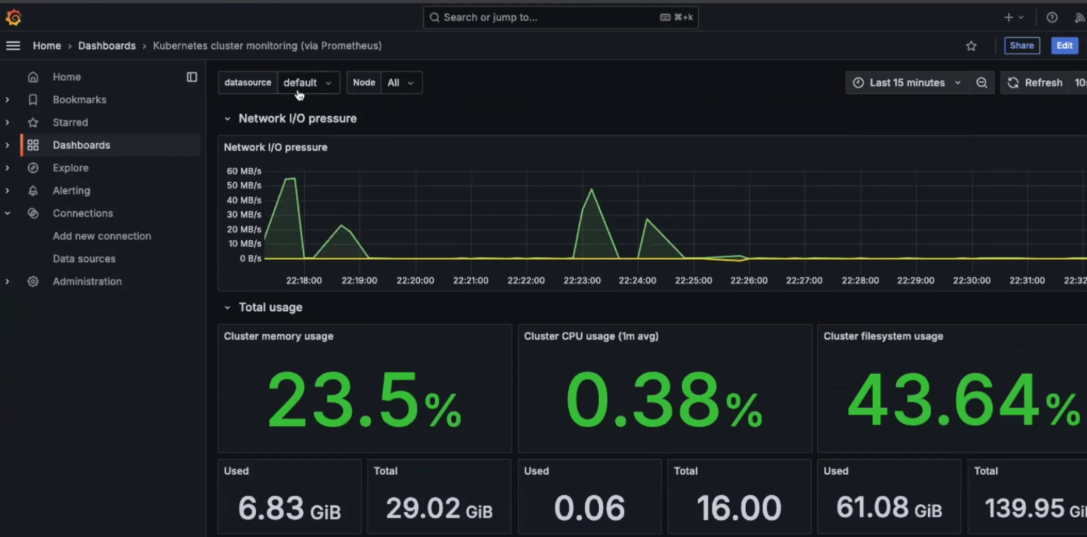 Search or jump to... ⌘+k
Home › Dashboards › Kubernetes cluster monitoring (via Prometheus) Share Edit
Home
Bookmarks
Starred
Dashboards
Explore
Alerting
Connections
Add new connection
Data sources
Administration
datasource default Node All Last 15 minutes Refresh
Network I/O pressure
Network I/O pressure
60 MB/s
50 MB/s
40 MB/s
30 MB/s
20 MB/s
10 MB/s
0 B/s
22:18:00 22:19:00 22:20:00 22:21:00 22:22:00 22:23:00 22:24:00 22:25:00 22:26:00 22:27:00 22:28:00 22:29:00 22:30:00 22:31:00 22:32
Total usage
Cluster memory usage
23.5%
Cluster CPU usage (1m avg)
0.38%
Cluster filesystem usage
43.64%
Used
6.83 GiB
Total
29.02 GiB
Used
0.06
Total
16.00
Used
61.08 GiB
Total
139.95 Gi